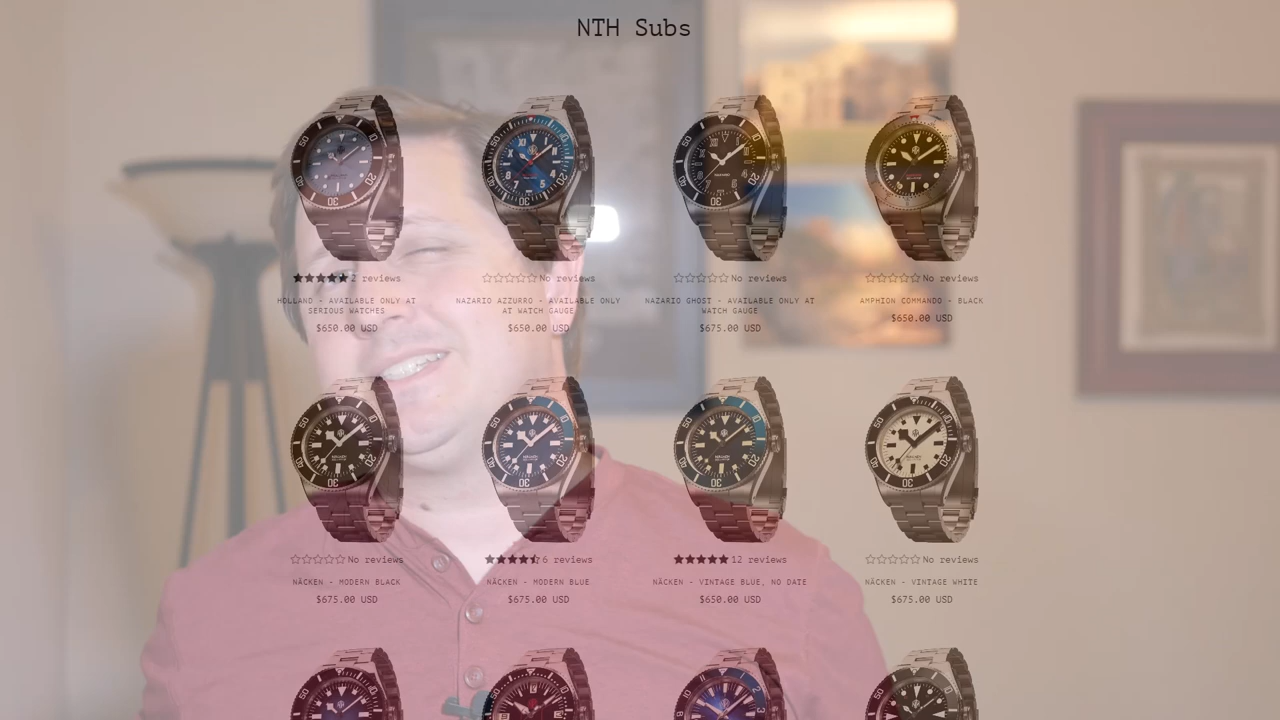 NTH Subs
2 reviews
No reviews
No reviews
No reviews
HOLLAND - AVAILABLE ONLY AT
SERIOUS WATCHES
$650.00 USD
NAZARIO AZZURRO - AVAILABLE ONLY
AT WATCH GAUGE
$650.00 USD
NAZARIO GHOST - AVAILABLE ONLY AT
WATCH GAUGE
$675.00 USD
AMPHION COMMANDO - BLACK
$650.00 USD
No reviews
6 reviews
12 reviews
No reviews
NÄCKEN - MODERN BLACK
$675.00 USD
NÄCKEN - MODERN BLUE
$675.00 USD
NÄCKEN - VINTAGE BLUE, NO DATE
$650.00 USD
NÄCKEN - VINTAGE WHITE
$675.00 USD